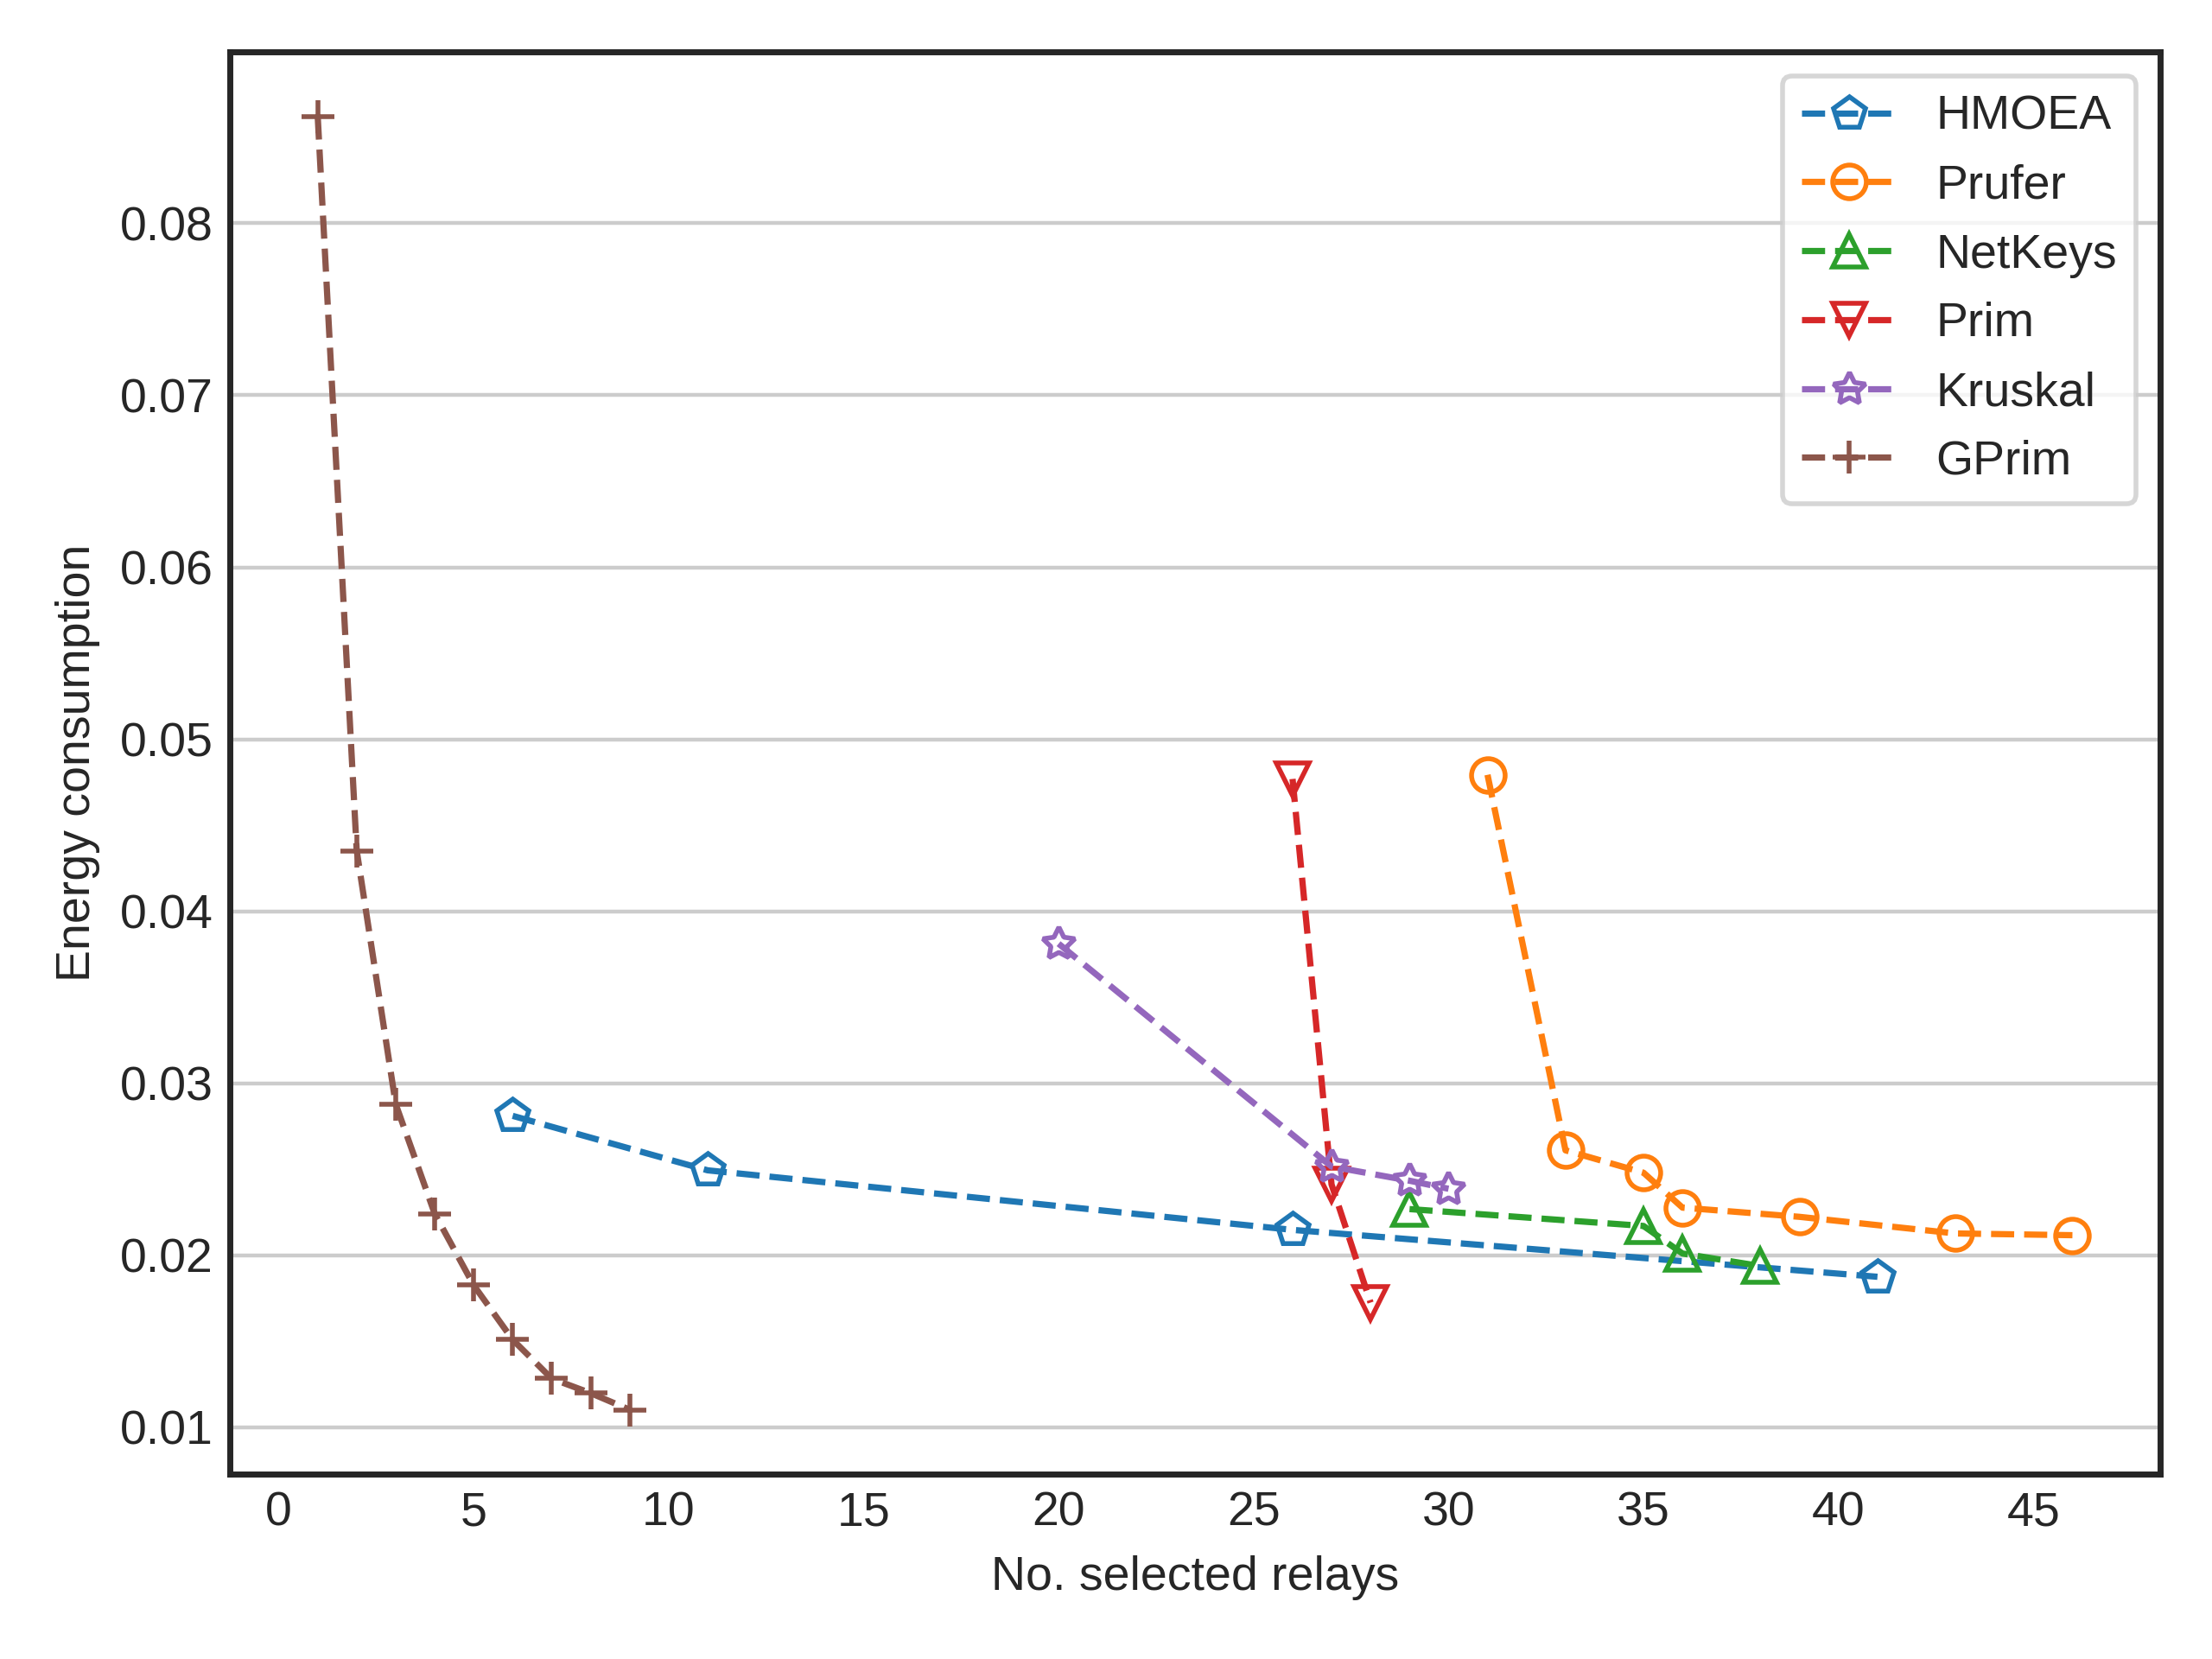 HMOEA
Prufer
NetKeys
Prim
Kruskal
GPrim
0.08
0.07
0.06
0.05
0.04
0.03
0.02
0.01
Energy consumption
0 5 10 15 20 25 30 35 40 45
No. selected relays